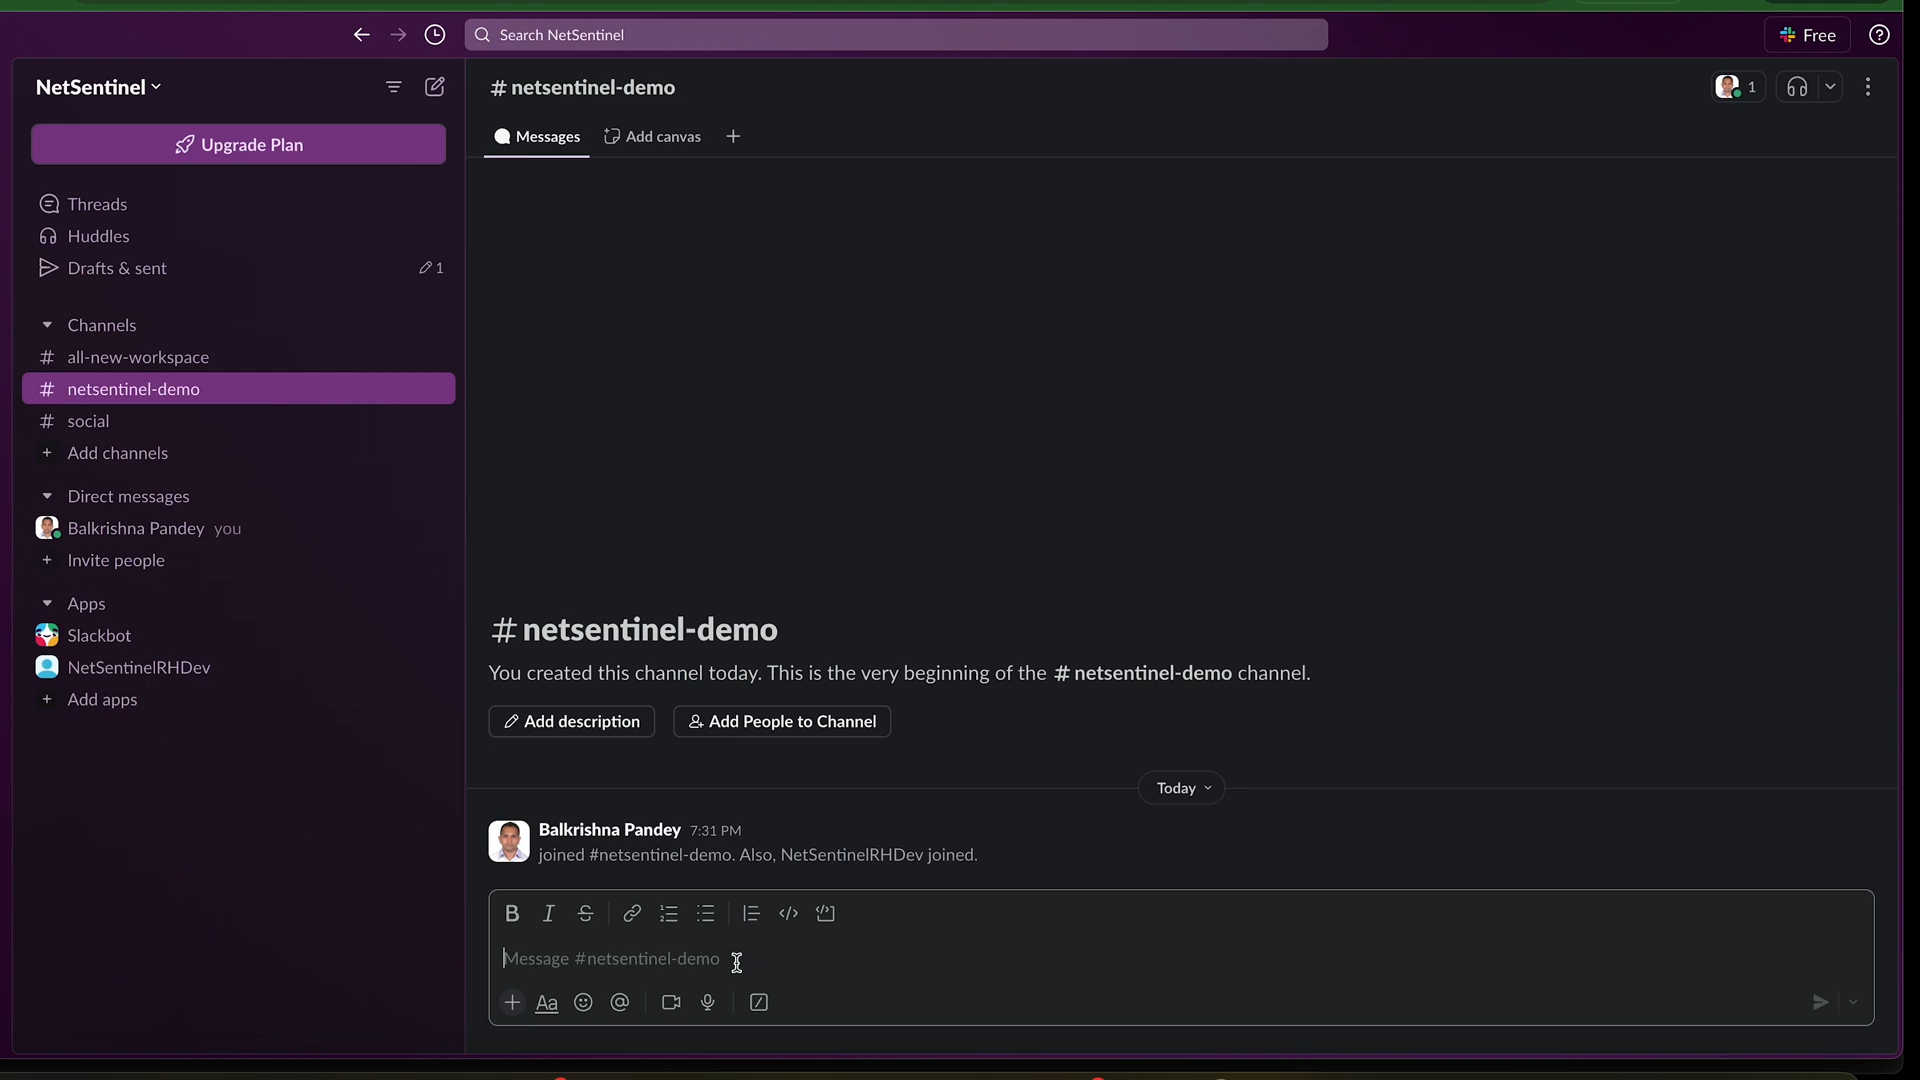 Search NetSentinel
Free
NetSentinel
Upgrade Plan
Threads
Huddles
Drafts & sent
1
Channels
# all-new-workspace
# netsentinel-demo
# social
+ Add channels
Direct messages
Balkrishna Pandey you
+ Invite people
Apps
Slackbot
NetSentinelRHDev
+ Add apps
# netsentinel-demo
1
Messages
Add canvas
+
# netsentinel-demo
You created this channel today. This is the very beginning of the # netsentinel-demo channel.
Add description
Add People to Channel
Today
Balkrishna Pandey 7:31 PM
joined #netsentinel-demo. Also, NetSentinelRHDev joined.
B I S
Message #netsentinel-demo
+ Aa @